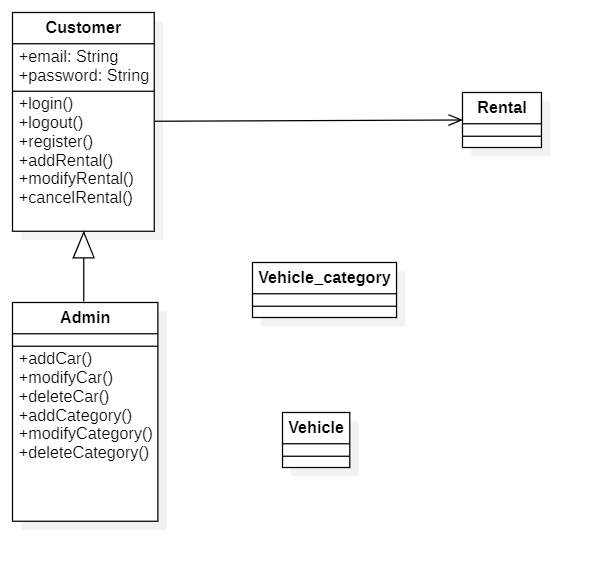 Customer
+email: String
+password: String
+login()
+logout()
+register()
+addRental()
+modifyRental()
+cancelRental()
Rental
Vehicle_category
Admin
+addCar()
+modifyCar()
+deleteCar()
+addCategory()
+modifyCategory()
+deleteCategory()
Vehicle